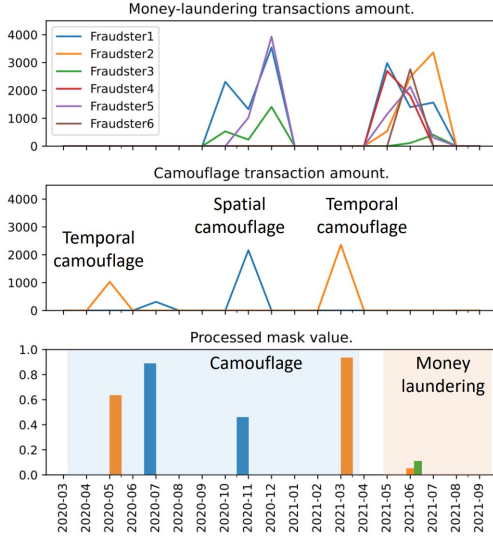 Money-laundering transactions amount.
4000
3000
2000
1000
0
Fraudster1
Fraudster2
Fraudster3
Fraudster4
Fraudster5
Fraudster6
Camouflage transaction amount.
4000
3000
2000
1000
0
Temporal
camouflage
Spatial
camouflage
Temporal
camouflage
Processed mask value.
1.0
0.8
0.6
0.4
0.2
0.0
Camouflage
Money
laundering
2020-03
2020-04
2020-05
2020-06
2020-07
2020-08
2020-09
2020-10
2020-11
2020-12
2021-01
2021-02
2021-03
2021-04
2021-05
2021-06
2021-07
2021-08
2021-09